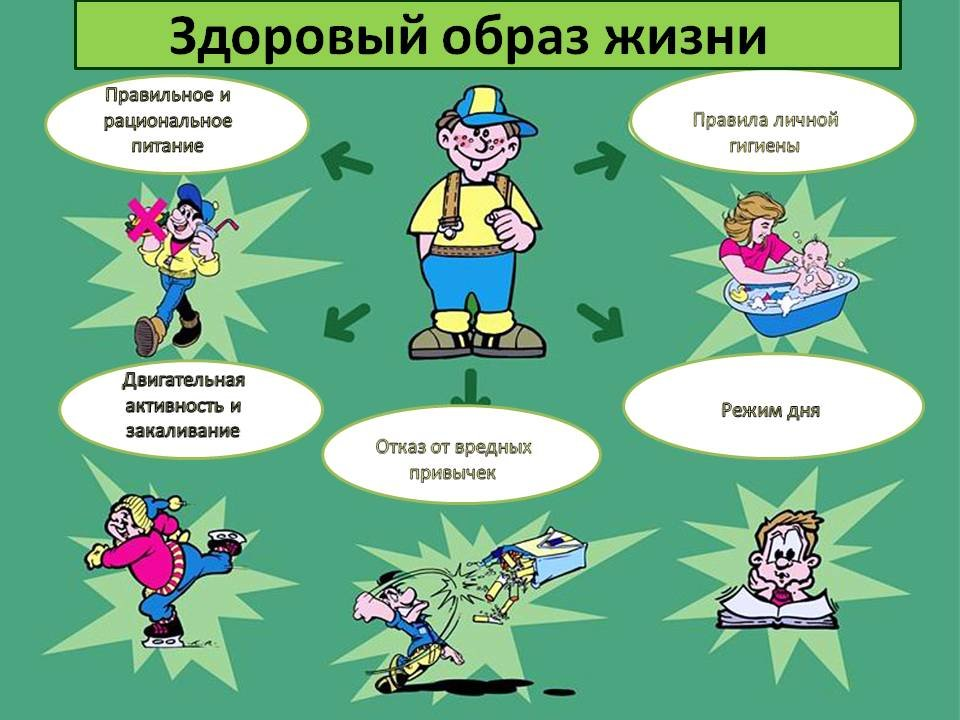 Здоровый образ жизни
Правильное и
рациональное
питание
Правила личной
гигиены
Двигательная
активность и
закаливание
Отказ от вредных
привычек
Режим дня